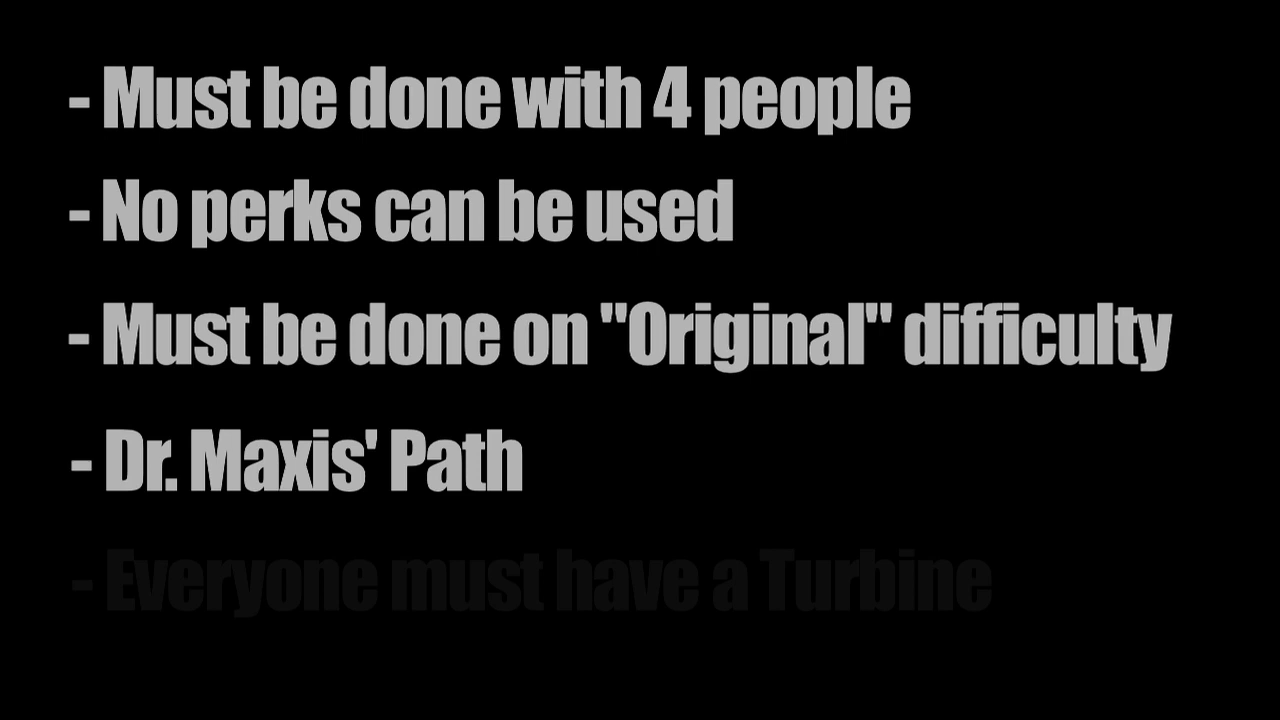 - Must be done with 4 people
- No perks can be used
- Must be done on "Original" difficulty
- Dr. Maxis' Path
- Everyone must have a Turbine